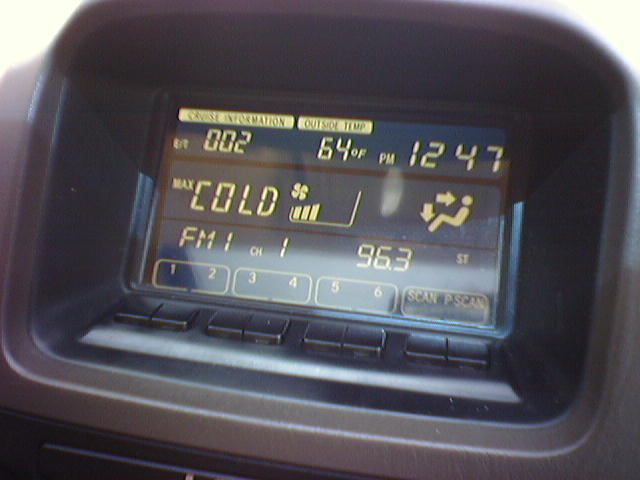 CRUISE INFORMATION OUTSIDE TEMP
002 64°F PM 12 47
MAX COLD
FM1 CH 1 96.3 ST
1 2 3 4 5 6 SCAN P.SCAN